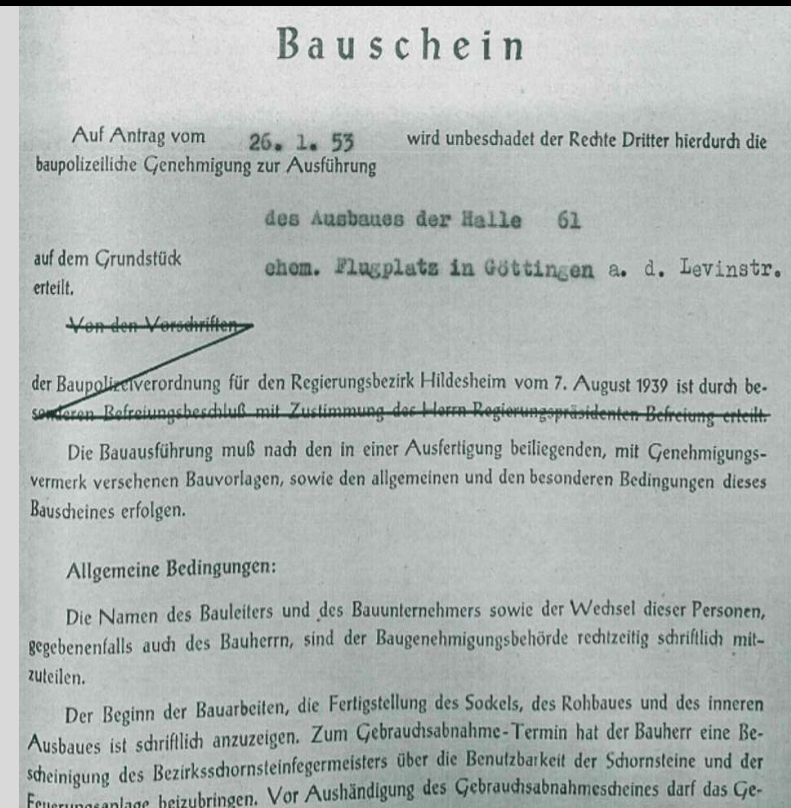 Bauschein
Auf Antrag vom 26. 1. 53 wird unbeschadet der Rechte Dritter hierdurch die
baupolizeiliche Genehmigung zur Ausführung
des Ausbaues der Halle 61
auf dem Grundstück
ehem. Flugplatz in Göttingen a. d. Levinstr.
erteilt.
Von den Vorschriften
der Baupolizeiverordnung für den Regierungsbezirk Hildesheim vom 7. August 1939 ist durch be-
sonderen Befreiungsbeschluß mit Zustimmung des Herrn Regierungspräsidenten Befreiung erteilt.
Die Bauausführung muß nach den in einer Ausfertigung beiliegenden, mit Genehmigungs-
vermerk versehenen Bauvorlagen, sowie den allgemeinen und den besonderen Bedingungen dieses
Bauscheines erfolgen.
Allgemeine Bedingungen:
Die Namen des Bauleiters und des Bauunternehmers sowie der Wechsel dieser Personen,
gegebenenfalls auch des Bauherrn, sind der Baugenehmigungsbehörde rechtzeitig schriftlich mit-
zuteilen.
Der Beginn der Bauarbeiten, die Fertigstellung des Sockels, des Rohbaues und des inneren
Ausbaues ist schriftlich anzuzeigen. Zum Gebrauchsabnahme-Termin hat der Bauherr eine Be-
scheinigung des Bezirksschornsteinfegermeisters über die Benutzbarkeit der Schornsteine und der
Feuerungsanlage beizubringen. Vor Aushändigung des Gebrauchsabnahmescheines darf das Ge-